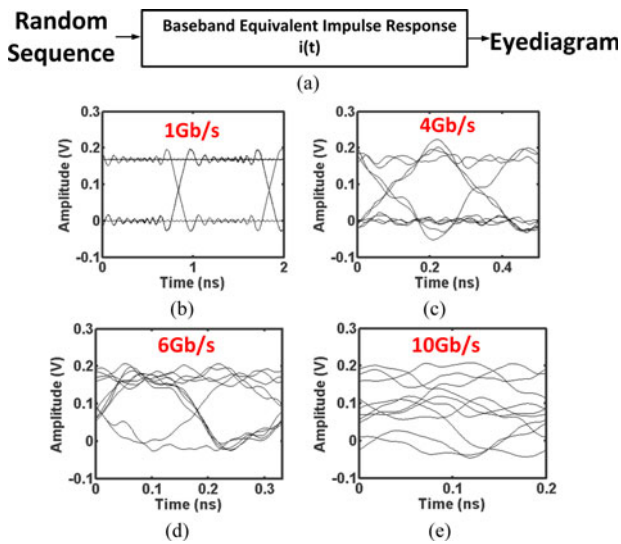 Random
Sequence
Baseband Equivalent Impulse Response
i(t)
Eyediagram
(a)
0.3
0.2
0.1
0
-0.1
Amplitude (V)
1Gb/s
0
1
2
Time (ns)
(b)
0.3
0.2
0.1
0
-0.1
Amplitude (V)
4Gb/s
0
0.2
0.4
Time (ns)
(c)
0.3
0.2
0.1
0
-0.1
Amplitude (V)
6Gb/s
0
0.1
0.2
0.3
Time (ns)
(d)
0.3
0.2
0.1
0
-0.1
Amplitude (V)
10Gb/s
0
0.1
0.2
Time (ns)
(e)